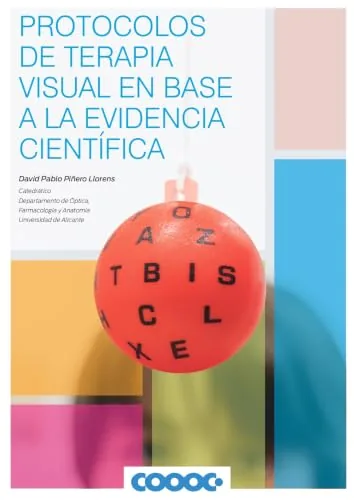 PROTOCOLOS
DE TERAPIA
VISUAL EN BASE
A LA EVIDENCIA
CIENTÍFICA
David Pablo Piñero Llorens
Catedrático
Departamento de Óptica,
Farmacología y Anatomía
Universidad de Alicante
O
A Z
T B I S
H C L
X E
COOOC